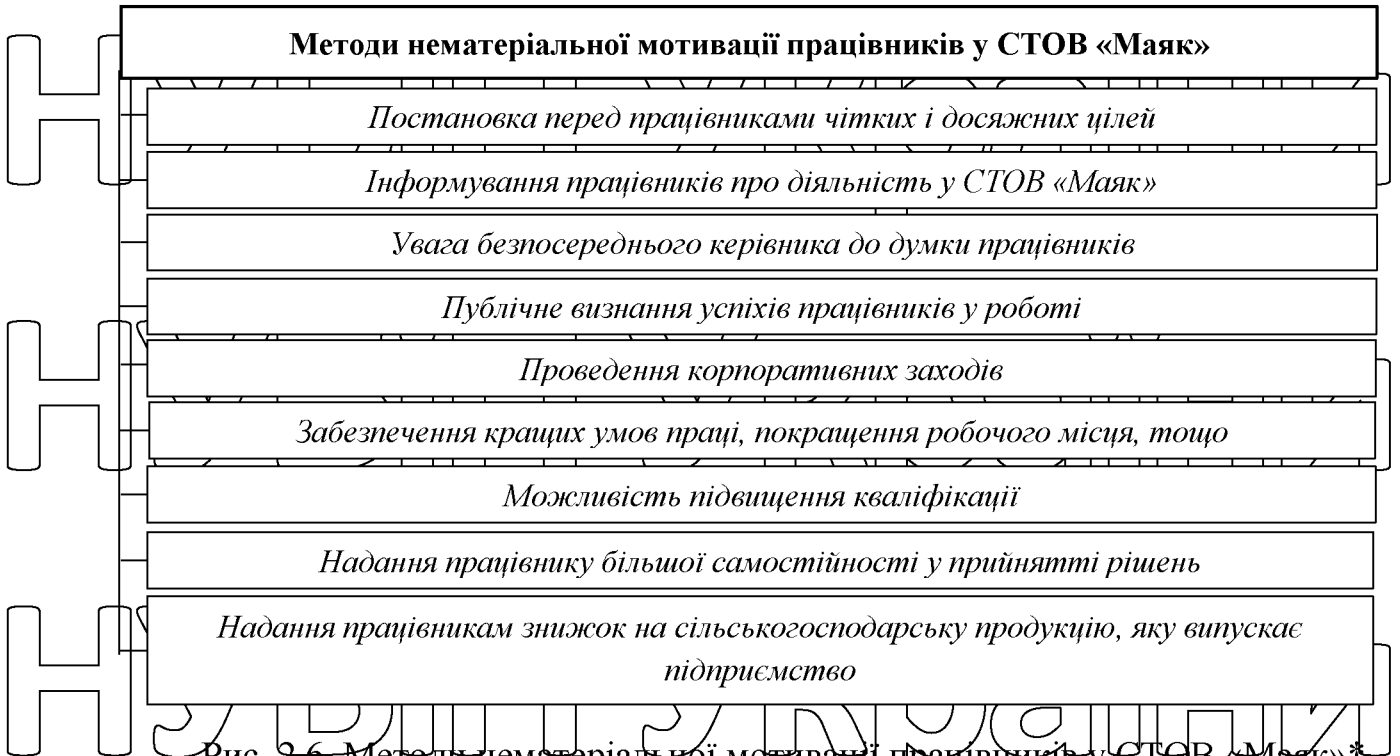 Методи нематеріальної мотивації працівників у СТОВ «Маяк»
Постановка перед працівниками чітких і досяжних цілей
Інформування працівників про діяльність у СТОВ «Маяк»
Увага безпосереднього керівника до думки працівників
Публічне визнання успіхів працівників у роботі
Проведення корпоративних заходів
Забезпечення кращих умов праці, покращення робочого місця, тощо
Можливість підвищення кваліфікації
Надання працівнику більшої самостійності у прийнятті рішень
Надання працівникам знижок на сільськогосподарську продукцію, яку випускає
підприємство
НУБіП України
Рис. 2.6. Методи нематеріальної мотивації працівників у СТОВ «Маяк»*